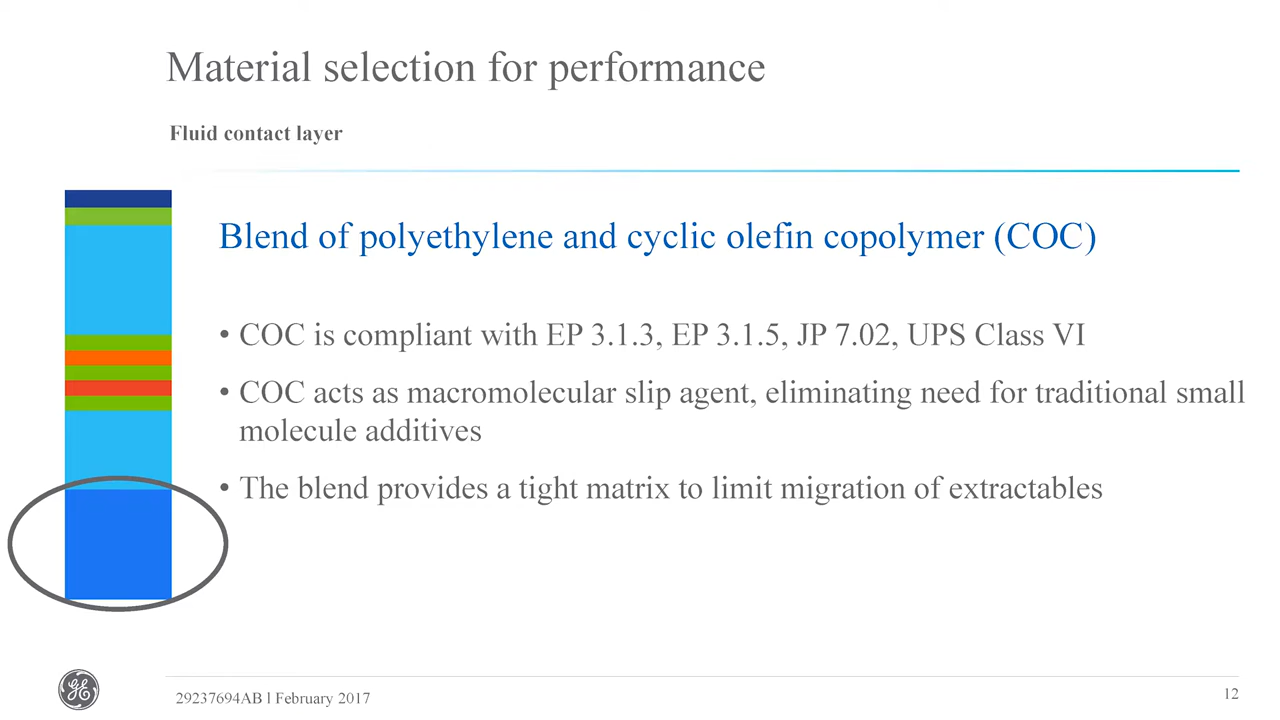 Material selection for performance
Fluid contact layer
Blend of polyethylene and cyclic olefin copolymer (COC)
• COC is compliant with EP 3.1.3, EP 3.1.5, JP 7.02, UPS Class VI
• COC acts as macromolecular slip agent, eliminating need for traditional small
molecule additives
• The blend provides a tight matrix to limit migration of extractables
GE
29237694AB l February 2017
12